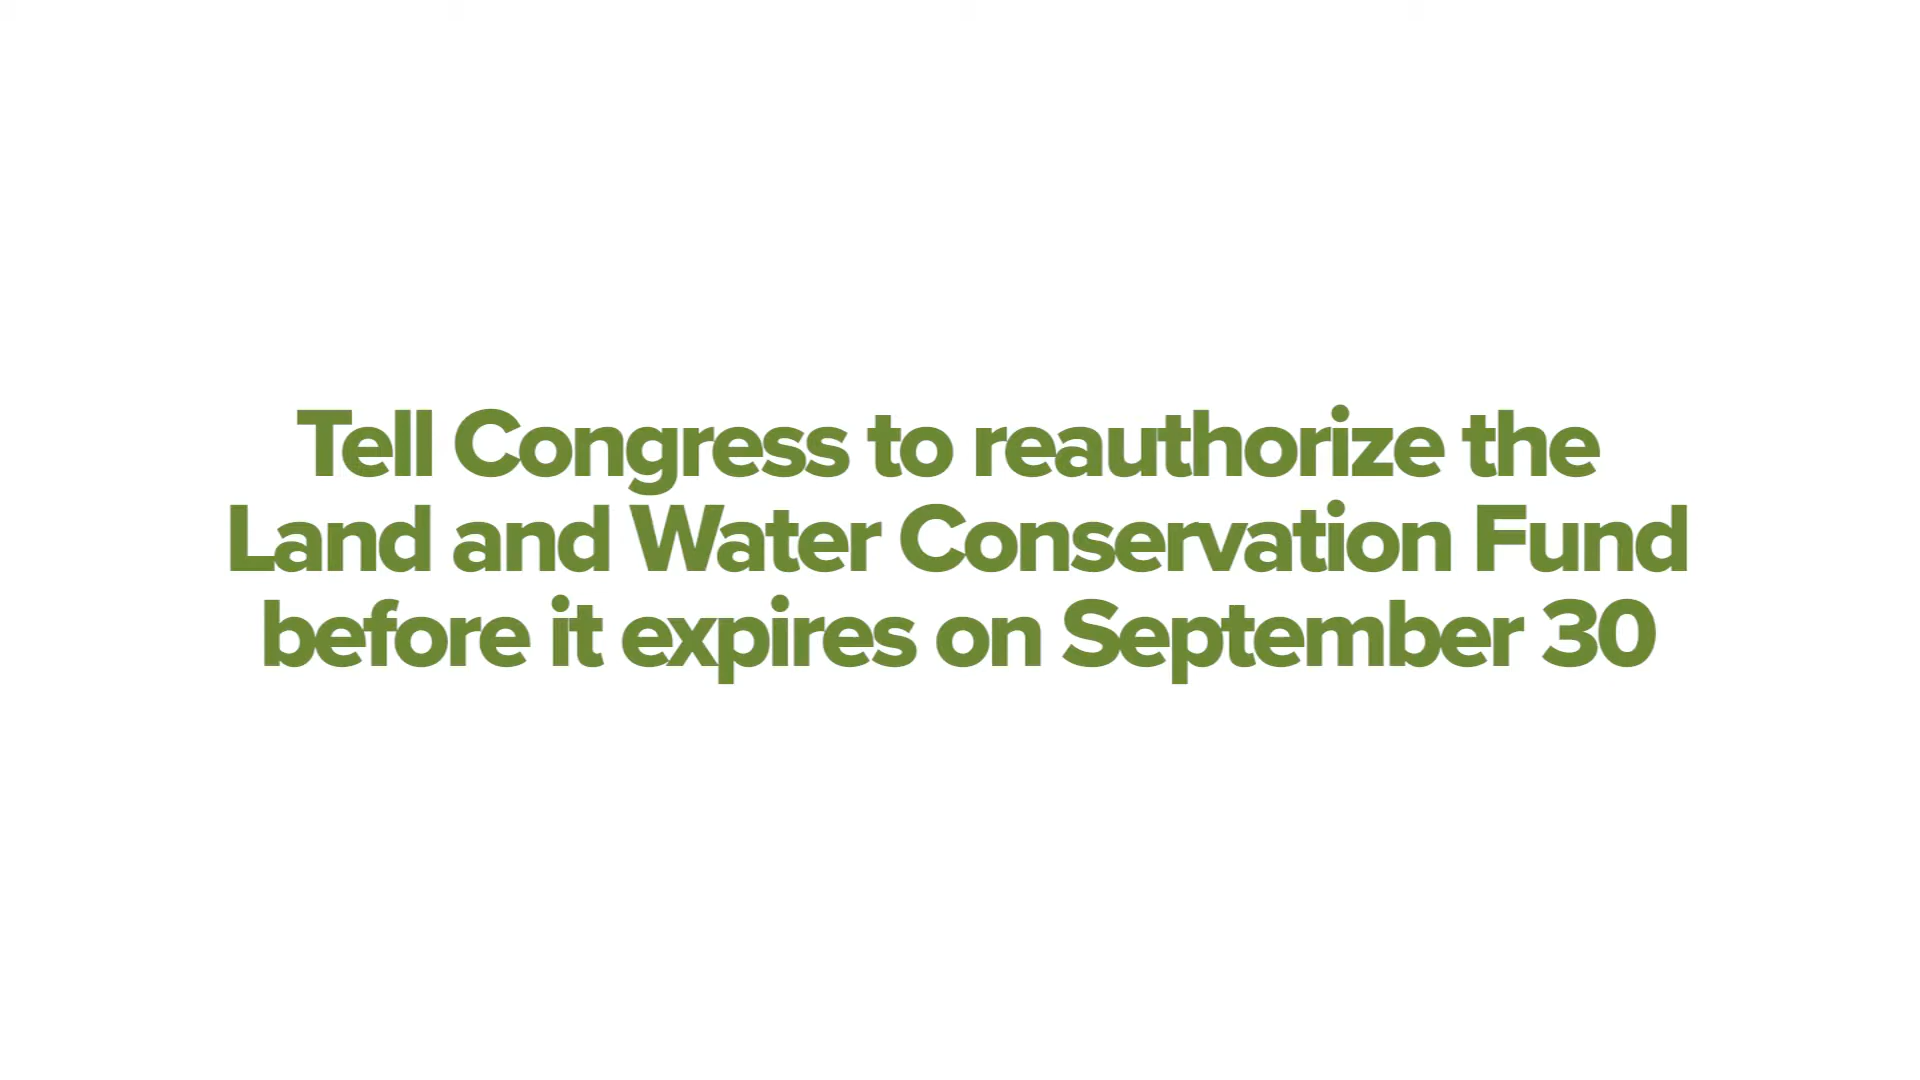 Tell Congress to reauthorize the
Land and Water Conservation Fund
before it expires on September 30